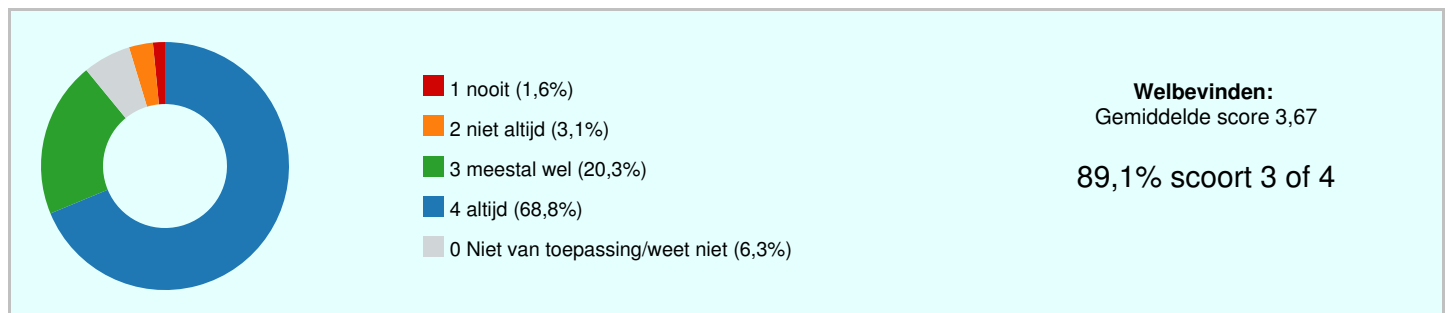 1 nooit (1,6%)
2 niet altijd (3,1%)
3 meestal wel (20,3%)
4 altijd (68,8%)
0 Niet van toepassing/weet niet (6,3%)
Welbevinden:
Gemiddelde score 3,67
89,1% scoort 3 of 4